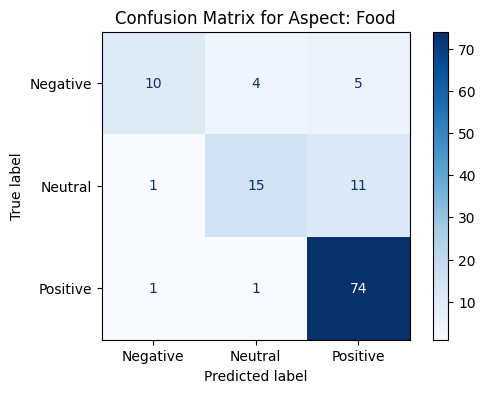 Confusion Matrix for Aspect: Food
True label
Negative
Neutral
Positive
10 4 5
1 15 11
1 1 74
Negative Neutral Positive
Predicted label
70
60
50
40
30
20
10